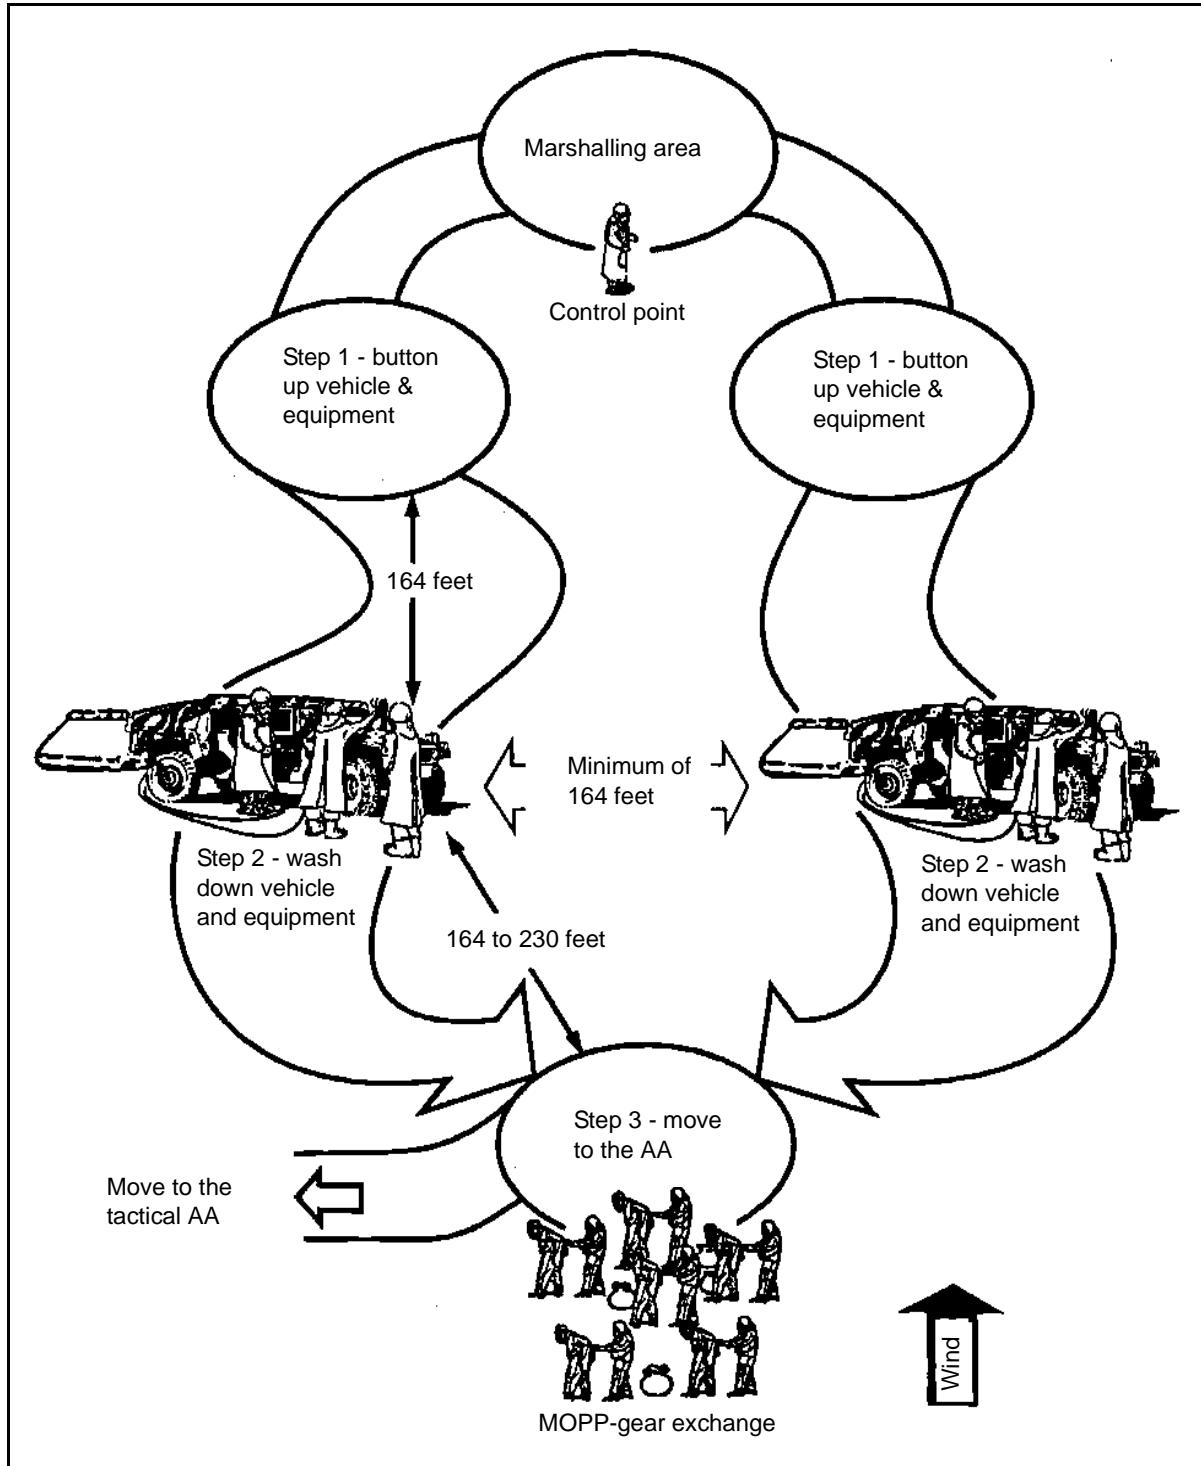 Marshalling area
Control point
Step 1 - button
up vehicle &
equipment
Step 1 - button
up vehicle &
equipment
164 feet
Minimum of
164 feet
Step 2 - wash
down vehicle
and equipment
Step 2 - wash
down vehicle
and equipment
164 to 230 feet
Step 3 - move
to the AA
Move to the
tactical AA
Wind
MOPP-gear exchange